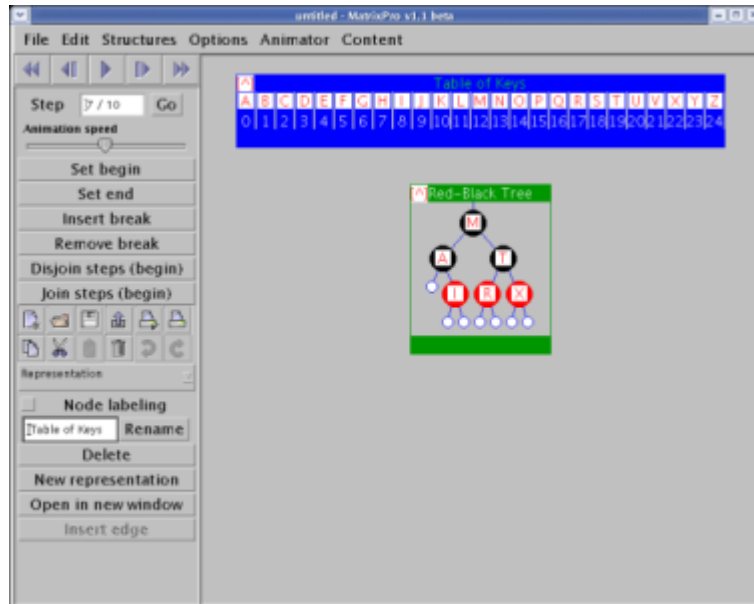 untitled - MatrixPro v1.1 beta
File Edit Structures Options Animator Content
Step 7 / 10 Go
Animation speed
Set begin
Set end
Insert break
Remove break
Disjoin steps (begin)
Join steps (begin)
Representation
Node labeling
Table of Keys Rename
Delete
New representation
Open in new window
Insert edge
Table of Keys
A B C D E F G H I J K L M N O P Q R S T U V X Y Z
0 1 2 3 4 5 6 7 8 9 10 11 12 13 14 15 16 17 18 19 20 21 22 23 24
Red-Black Tree
M
A T
I R X